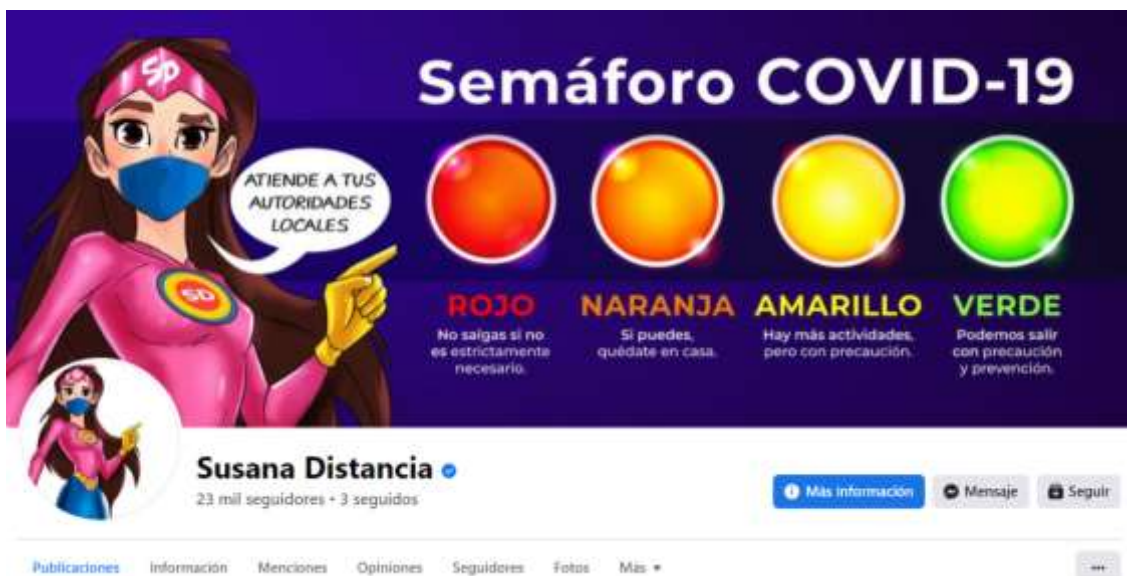 SD
Semáforo COVID-19
ATIENDE A TUS
AUTORIDADES
LOCALES
SD
ROJO
No salgas si no
es estrictamente
necesario.
NARANJA
Si puedes,
quédate en casa.
AMARILLO
Hay más actividades,
pero con precaución.
VERDE
Podemos salir
con precaución
y prevención.
Susana Distancia
23 mil seguidores • 3 seguidos
Más información
Mensaje
Seguir
Publicaciones Información Menciones Opiniones Seguidores Fotos Más